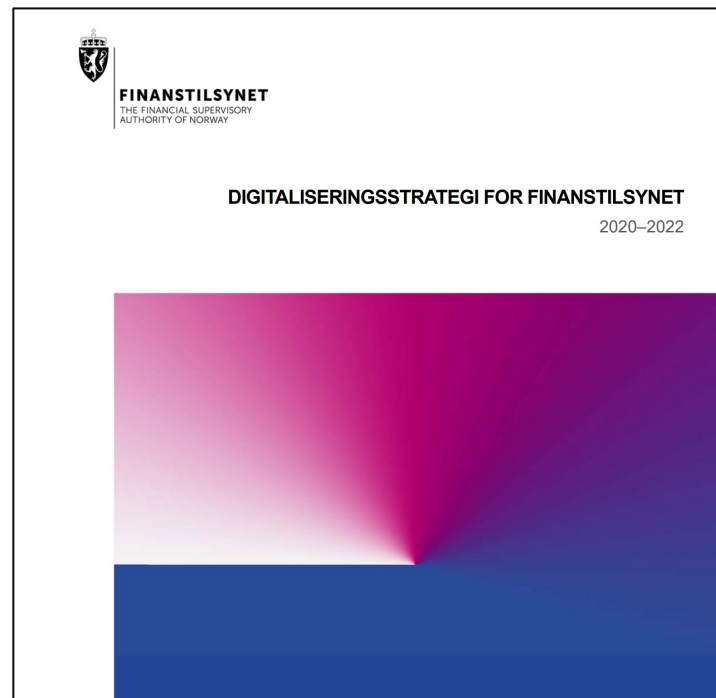 FINANSTILSYNET
THE FINANCIAL SUPERVISORY
AUTHORITY OF NORWAY
DIGITALISERINGSSTRATEGI FOR FINANSTILSYNET
2020–2022